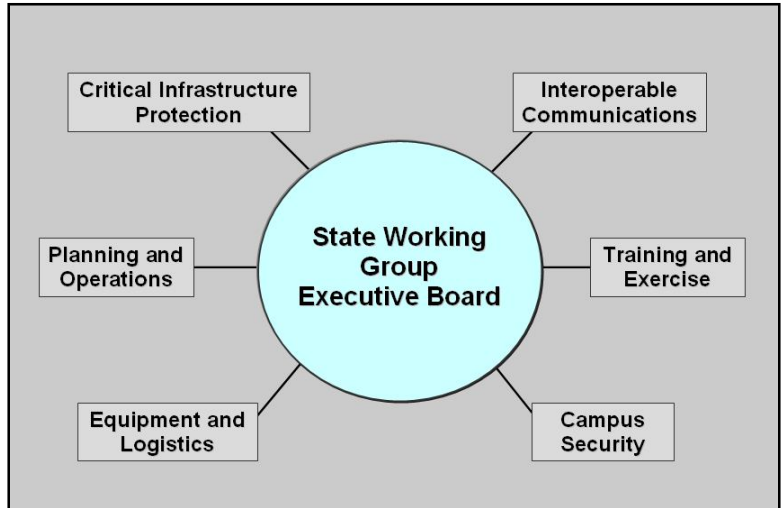 Critical Infrastructure
Protection
Interoperable
Communications
State Working
Group
Executive Board
Planning and
Operations
Training and
Exercise
Equipment and
Logistics
Campus
Security